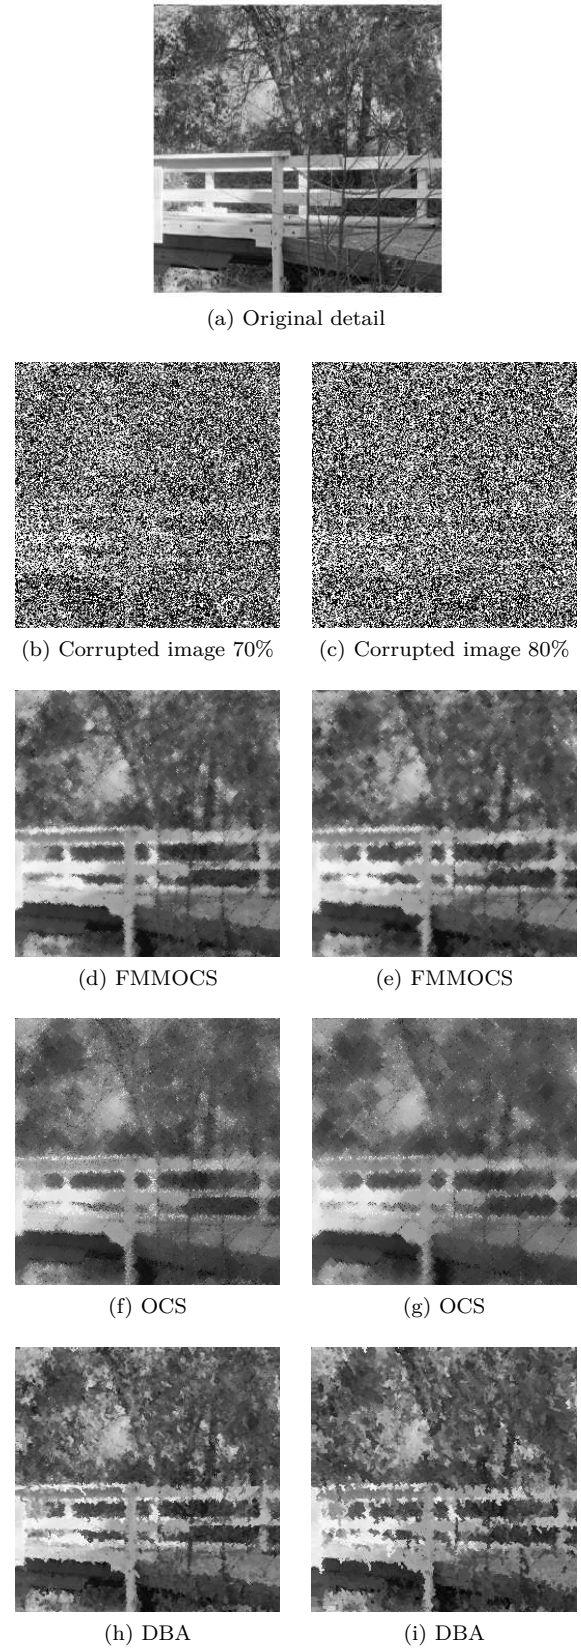 (a) Original detail
(b) Corrupted image 70%
(c) Corrupted image 80%
(d) FMMOCS
(e) FMMOCS
(f) OCS
(g) OCS
(h) DBA
(i) DBA